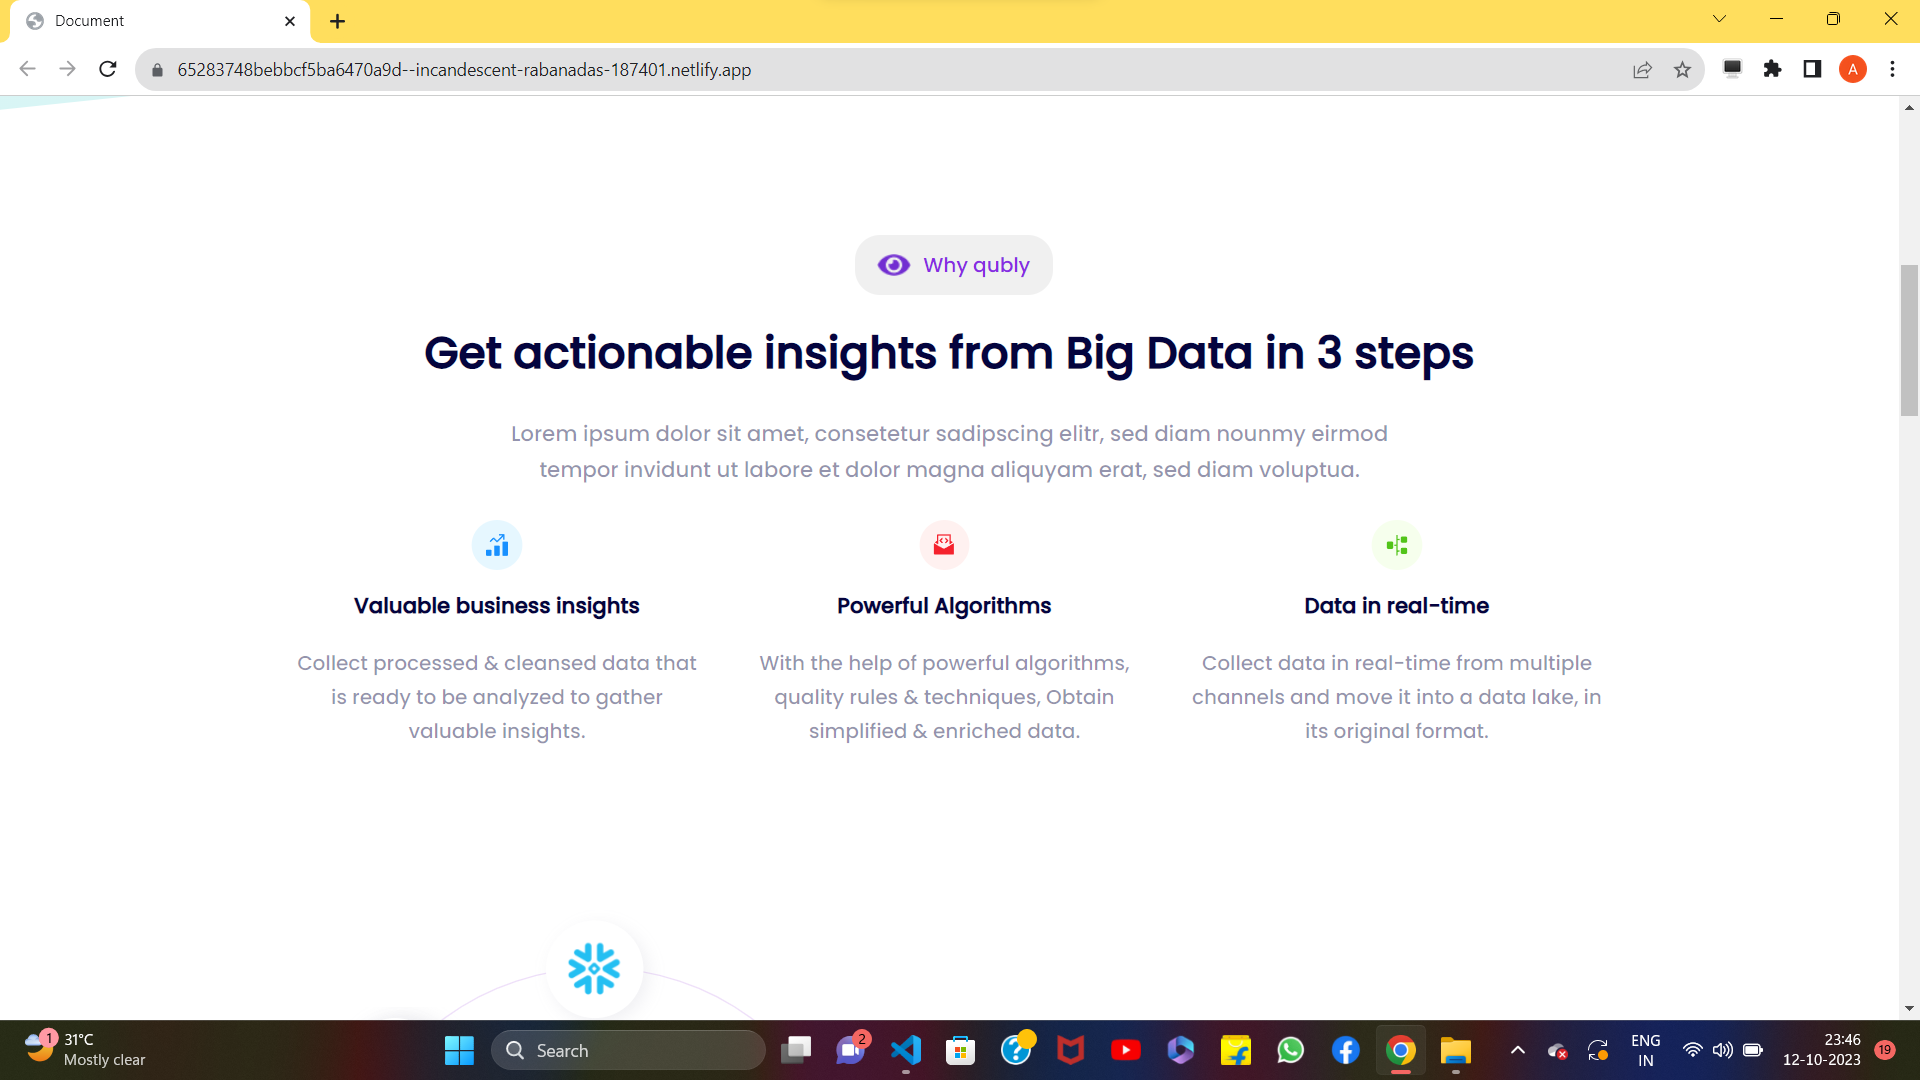 Document
65283748bebbcf5ba6470a9d--incandescent-rabanadas-187401.netlify.app
A
Why qubly
Get actionable insights from Big Data in 3 steps
Lorem ipsum dolor sit amet, consetetur sadipscing elitr, sed diam nounmy eirmod
tempor invidunt ut labore et dolor magna aliquyam erat, sed diam voluptua.
Valuable business insights
Collect processed & cleansed data that
is ready to be analyzed to gather
valuable insights.
Powerful Algorithms
With the help of powerful algorithms,
quality rules & techniques, Obtain
simplified & enriched data.
Data in real-time
Collect data in real-time from multiple
channels and move it into a data lake, in
its original format.
1
31°C
Mostly clear
Search
2
ENG
IN
23:46
12-10-2023
19